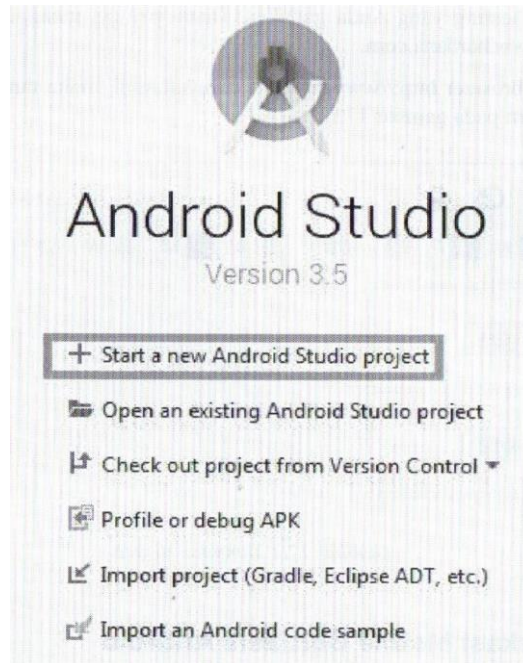 Android Studio
Version 3.5
Start a new Android Studio project
Open an existing Android Studio project
Check out project from Version Control
Profile or debug APK
Import project (Gradle, Eclipse ADT, etc.)
Import an Android code sample